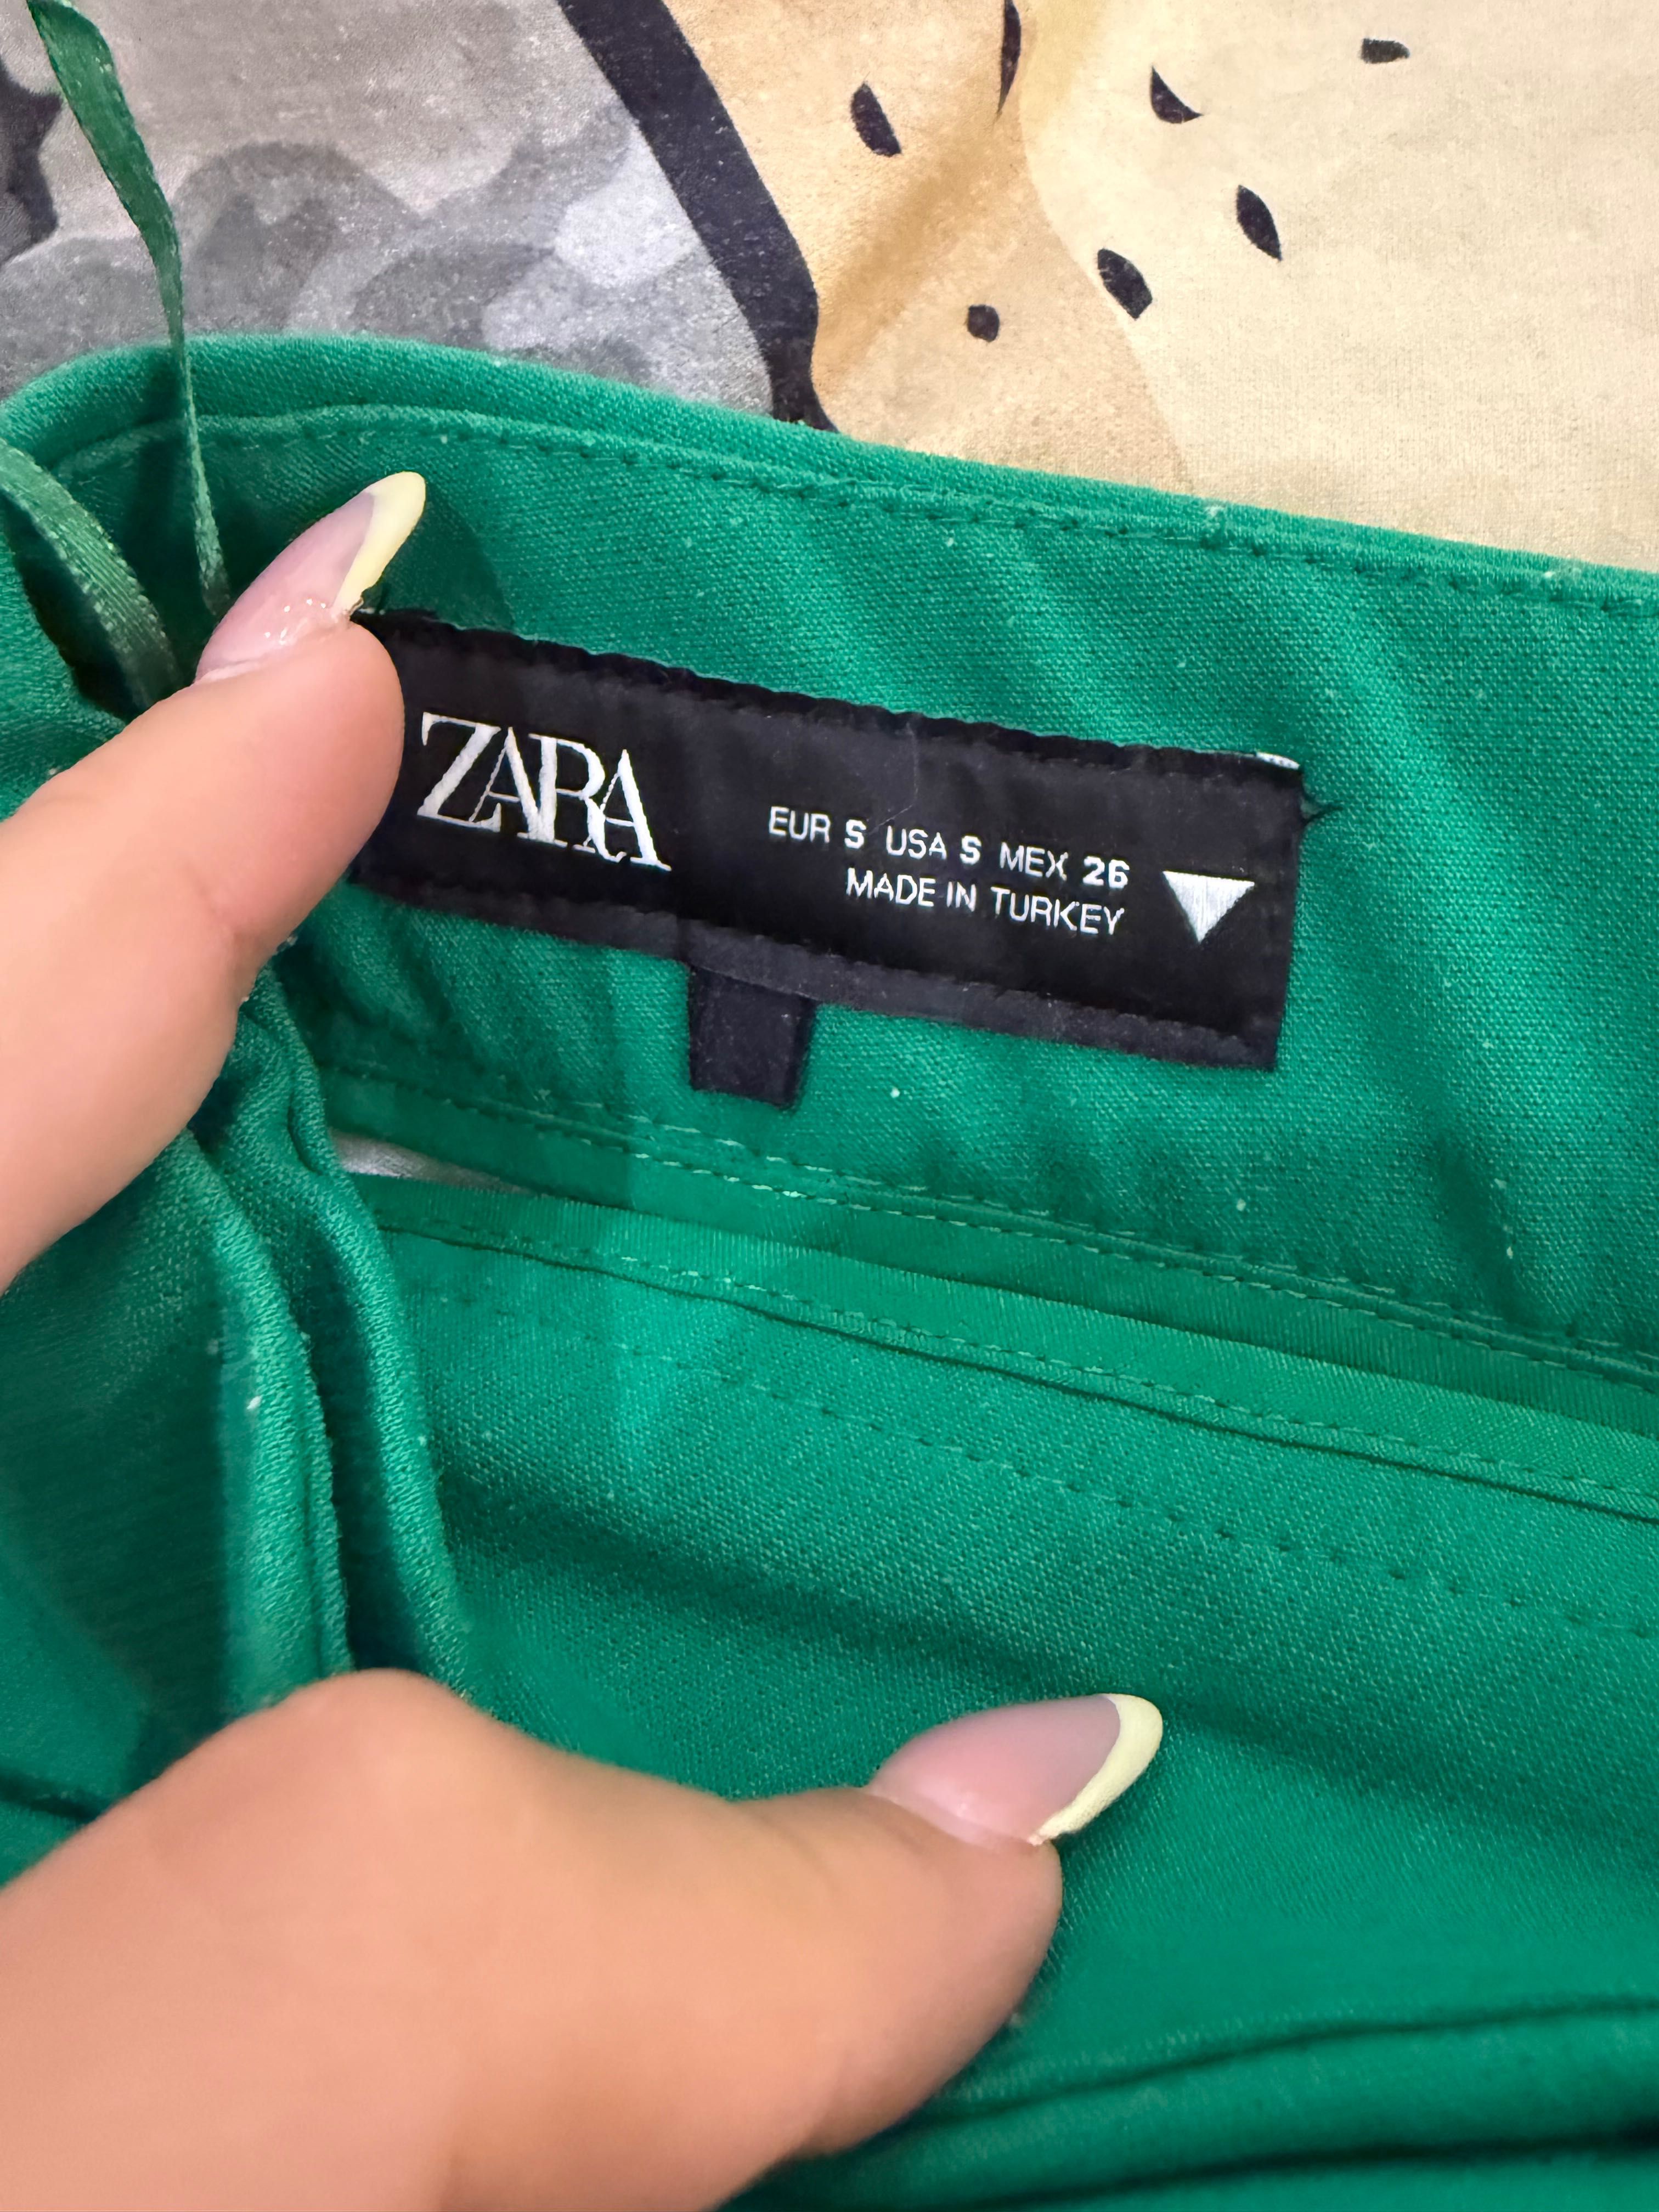 ZARA
EUR S USA S MEX 26
MADE IN TURKEY